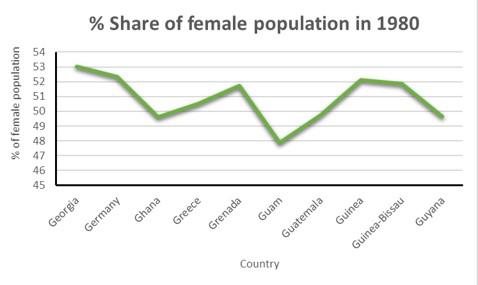 % Share of female population in 1980
% of female population
54
53
52
51
50
49
48
47
46
45
Georgia
Germany
Ghana
Greece
Grenada
Guam
Guatemala
Guinea
Guinea-Bissau
Guyana
Country